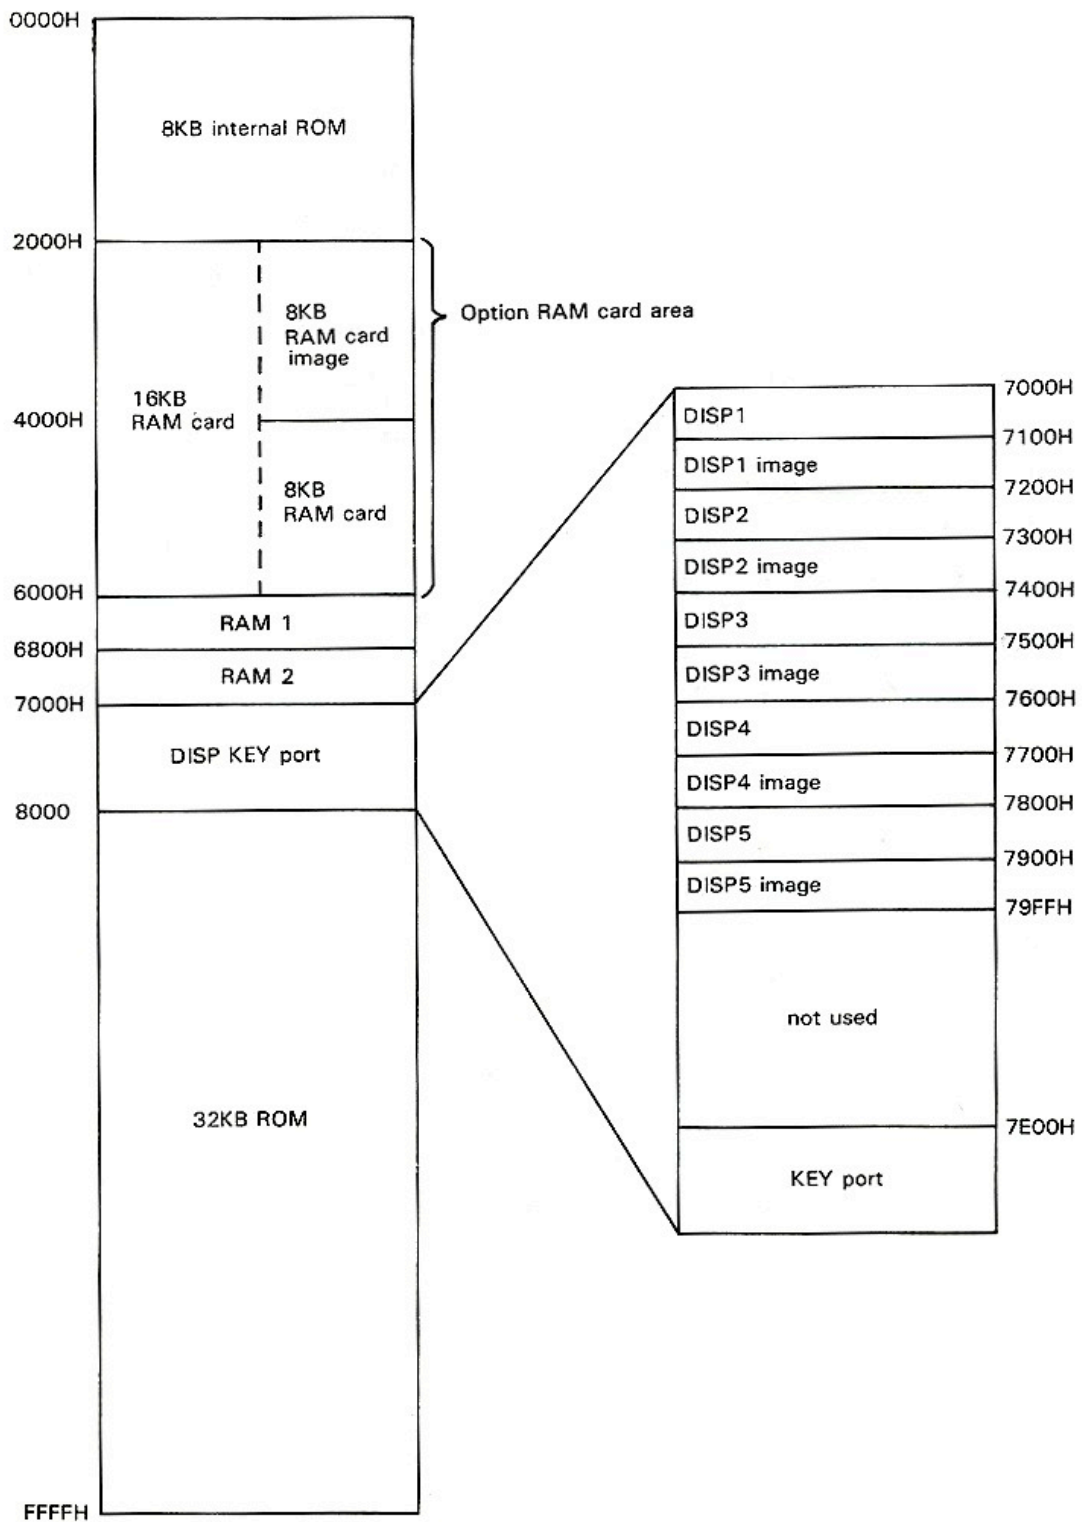 0000H
8KB internal ROM
2000H
8KB
RAM card
image
Option RAM card area
16KB
RAM card
4000H
8KB
RAM card
6000H
RAM 1
6800H
RAM 2
7000H
DISP KEY port
8000
32KB ROM
FFFFH
7000H
DISP1
7100H
DISP1 image
7200H
DISP2
7300H
DISP2 image
7400H
DISP3
7500H
DISP3 image
7600H
DISP4
7700H
DISP4 image
7800H
DISP5
7900H
DISP5 image
79FFH
not used
7E00H
KEY port